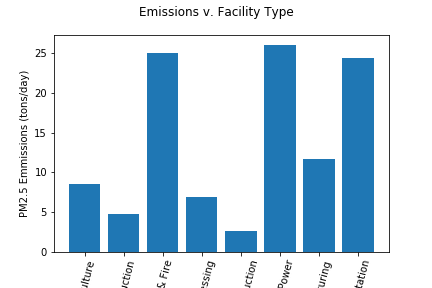 Emissions v. Facility Type
PM2.5 Emmissions (tons/day)
25
20
15
10
5
0
ulture
uction
& Fire
essing
uction
Power
uring
tation